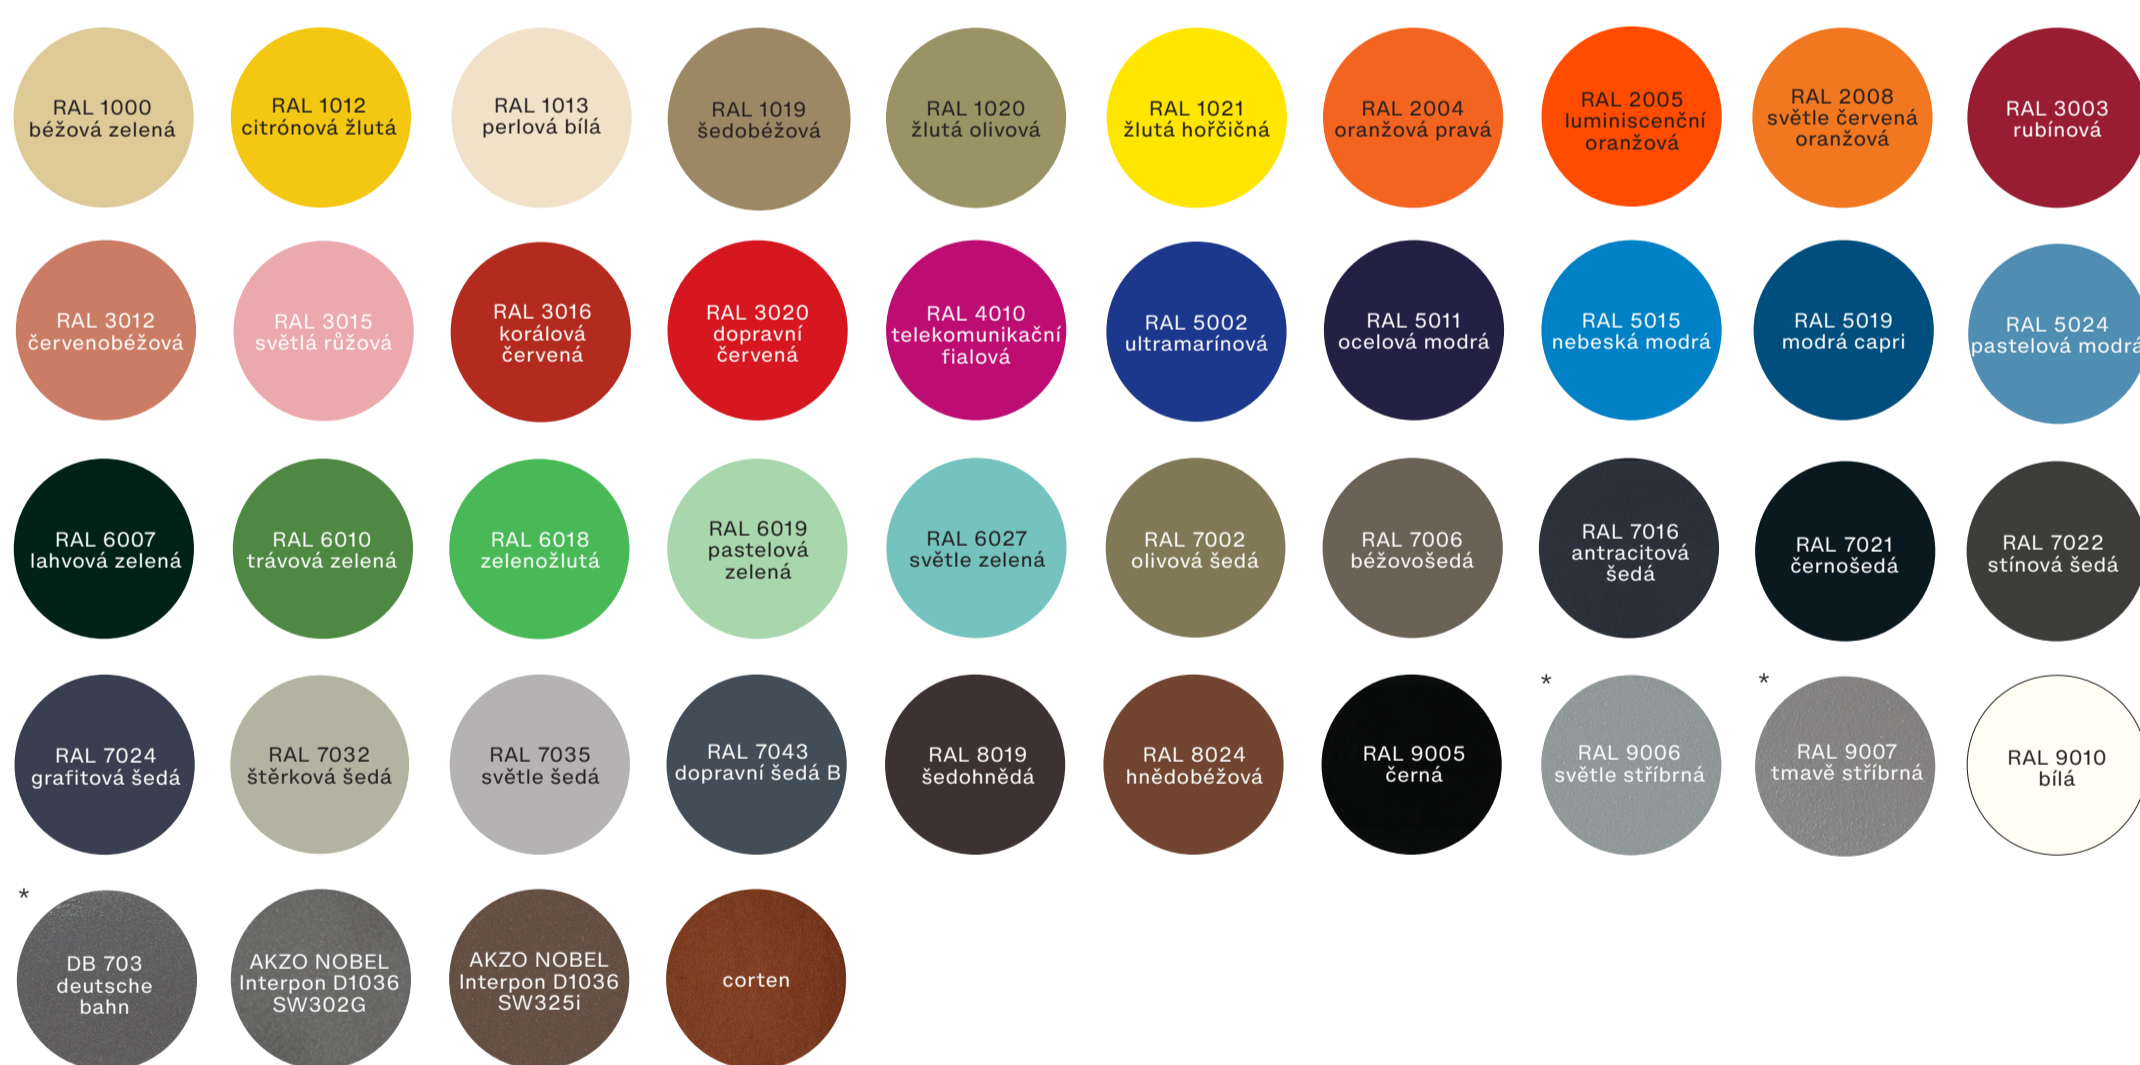 RAL 1000
béžová zelená
RAL 1012
citrónová žlutá
RAL 1013
perlová bílá
RAL 1019
šedobéžová
RAL 1020
žlutá olivová
RAL 1021
žlutá hořčičná
RAL 2004
oranžová pravá
RAL 2005
luminiscenční
oranžová
RAL 2008
světle červená
oranžová
RAL 3003
rubínová
RAL 3012
červenobéžová
RAL 3015
světlá růžová
RAL 3016
korálová
červená
RAL 3020
dopravní
červená
RAL 4010
telekomunikační
fialová
RAL 5002
ultramarínová
RAL 5011
ocelová modrá
RAL 5015
nebeská modrá
RAL 5019
modrá capri
RAL 5024
pastelová modrá
RAL 6007
lahvová zelená
RAL 6010
trávová zelená
RAL 6018
zelenožlutá
RAL 6019
pastelová
zelená
RAL 6027
světle zelená
RAL 7002
olivová šedá
RAL 7006
béžovošedá
RAL 7016
antracitová
šedá
RAL 7021
černošedá
RAL 7022
stínová šedá
RAL 7024
grafitová šedá
RAL 7032
štěrková šedá
RAL 7035
světle šedá
RAL 7043
dopravní šedá B
RAL 8019
šedohnědá
RAL 8024
hnědobéžová
RAL 9005
černá
*
RAL 9006
světle stříbrná
*
RAL 9007
tmavě stříbrná
RAL 9010
bílá
*
DB 703
deutsche
bahn
AKZO NOBEL
Interpon D1036
SW302G
AKZO NOBEL
Interpon D1036
SW325i
corten